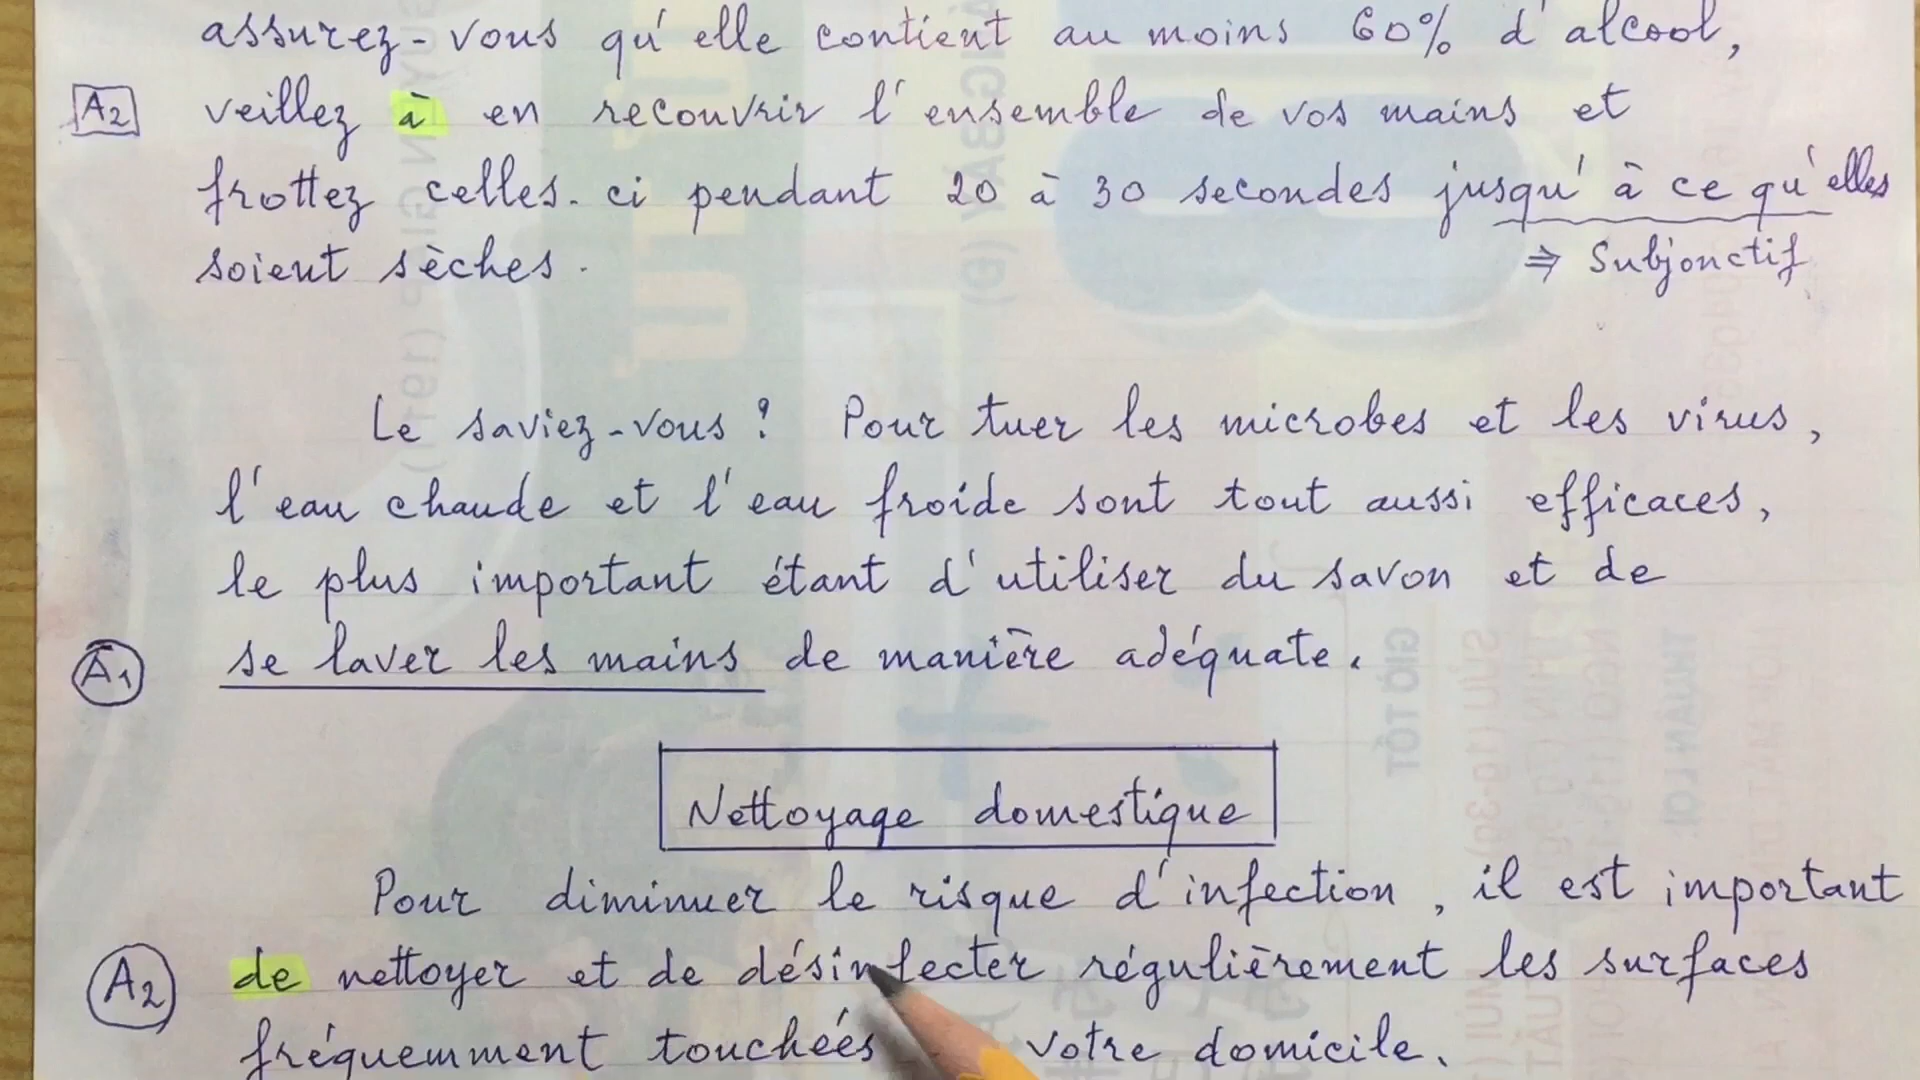 assurez-vous qu'elle contient au moins 60% d'alcool,
A2 veillez à en recouvrir l'ensemble de vos mains et
frottez celles-ci pendant 20 à 30 secondes jusqu'à ce qu'elles
soient sèches.
⇒ Subjonctif
Le saviez-vous ? Pour tuer les microbes et les virus,
l'eau chaude et l'eau froide sont tout aussi efficaces,
le plus important étant d'utiliser du savon et de
A1 se laver les mains de manière adéquate.
Nettoyage domestique
Pour diminuer le risque d'infection, il est important
A2 de nettoyer et de désinfecter régulièrement les surfaces
fréquemment touchées votre domicile.